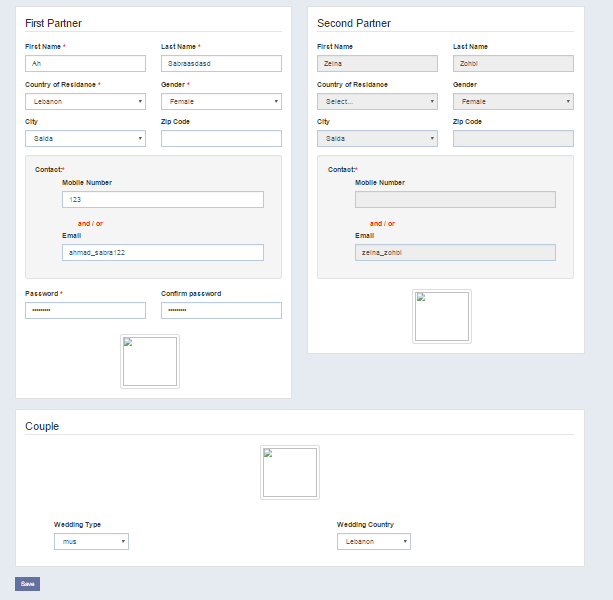 First Partner
First Name *
Last Name *
Ah
Sabraasdasd
Country of Residance *
Gender *
Lebanon
Female
City
Zip Code
Saida
Contact:*
Mobile Number
123
and / or
Email
ahmad_sabra122
Password *
Confirm password
•••••••••
•••••••••
Second Partner
First Name
Last Name
Zeina
Zohbi
Country of Residance
Gender
Select...
Female
City
Zip Code
Saida
Contact:*
Mobile Number
and / or
Email
zeina_zohbi
Couple
Wedding Type
Wedding Country
mus
Lebanon
Save